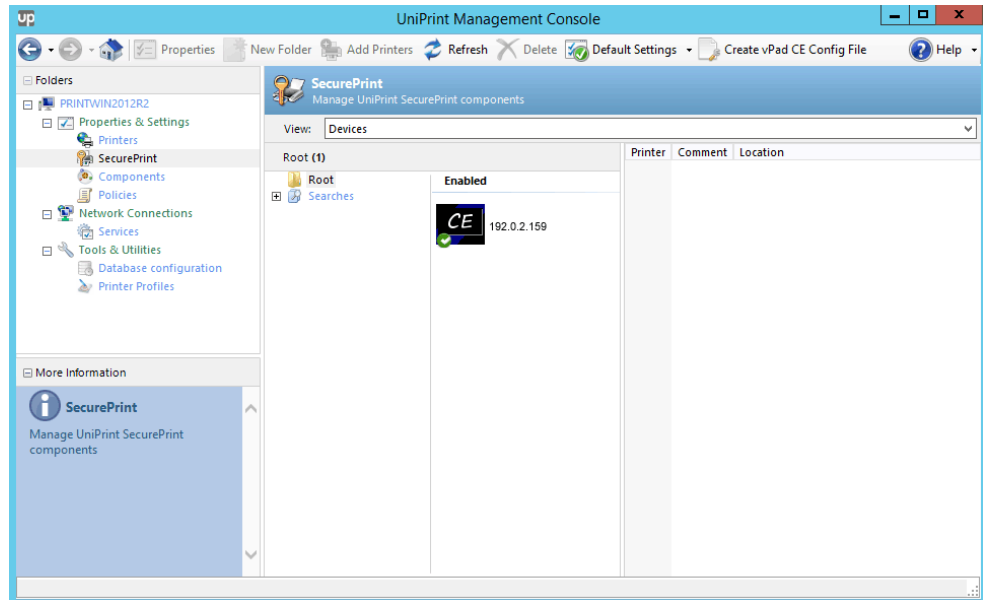 UP UniPrint Management Console
Properties New Folder Add Printers Refresh Delete Default Settings Create vPad CE Config File Help
Folders
PRINTWIN2012R2
Properties & Settings
Printers
SecurePrint
Components
Policies
Network Connections
Services
Tools & Utilities
Database configuration
Printer Profiles
More Information
SecurePrint
Manage UniPrint SecurePrint
components
SecurePrint
Manage UniPrint SecurePrint components
View: Devices
Root (1)
Root
Searches
Enabled
CE 192.0.2.159
Printer Comment Location